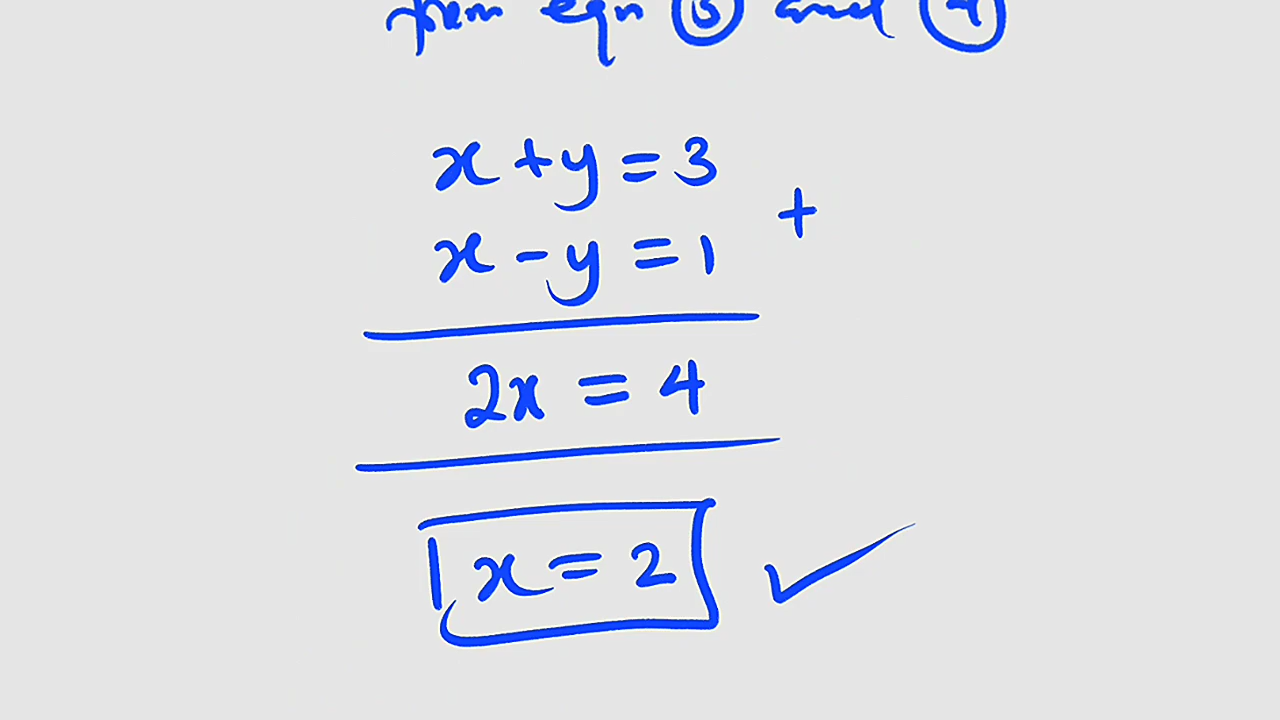 from eqn ③ and ④
x + y = 3
+
x - y = 1
2x = 4
x = 2 ✓